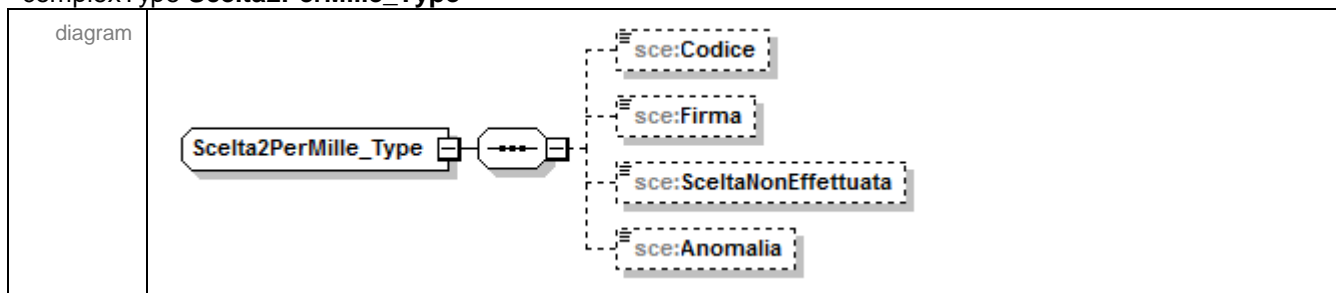 complexType Scelta2PerMille_Type
diagram
sce:Codice
sce:Firma
Scelta2PerMille_Type
sce:SceltaNonEffettuata
sce:Anomalia